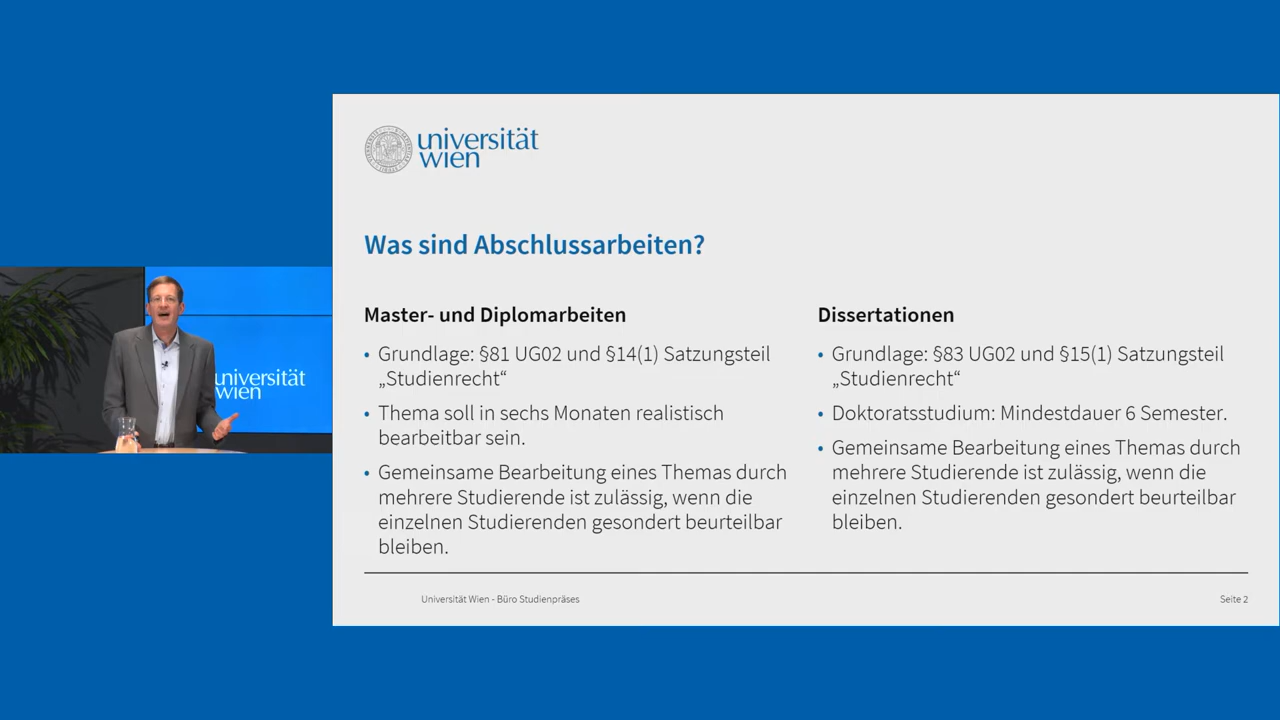 universität
wien
Was sind Abschlussarbeiten?
Master- und Diplomarbeiten
• Grundlage: §81 UG02 und §14(1) Satzungsteil
„Studienrecht“
• Thema soll in sechs Monaten realistisch
bearbeitbar sein.
• Gemeinsame Bearbeitung eines Themas durch
mehrere Studierende ist zulässig, wenn die
einzelnen Studierenden gesondert beurteilbar
bleiben.
Dissertationen
• Grundlage: §83 UG02 und §15(1) Satzungsteil
„Studienrecht“
• Doktoratsstudium: Mindestdauer 6 Semester.
• Gemeinsame Bearbeitung eines Themas durch
mehrere Studierende ist zulässig, wenn die
einzelnen Studierenden gesondert beurteilbar
bleiben.
Universität Wien - Büro Studienpräses
Seite 2
universität
wien